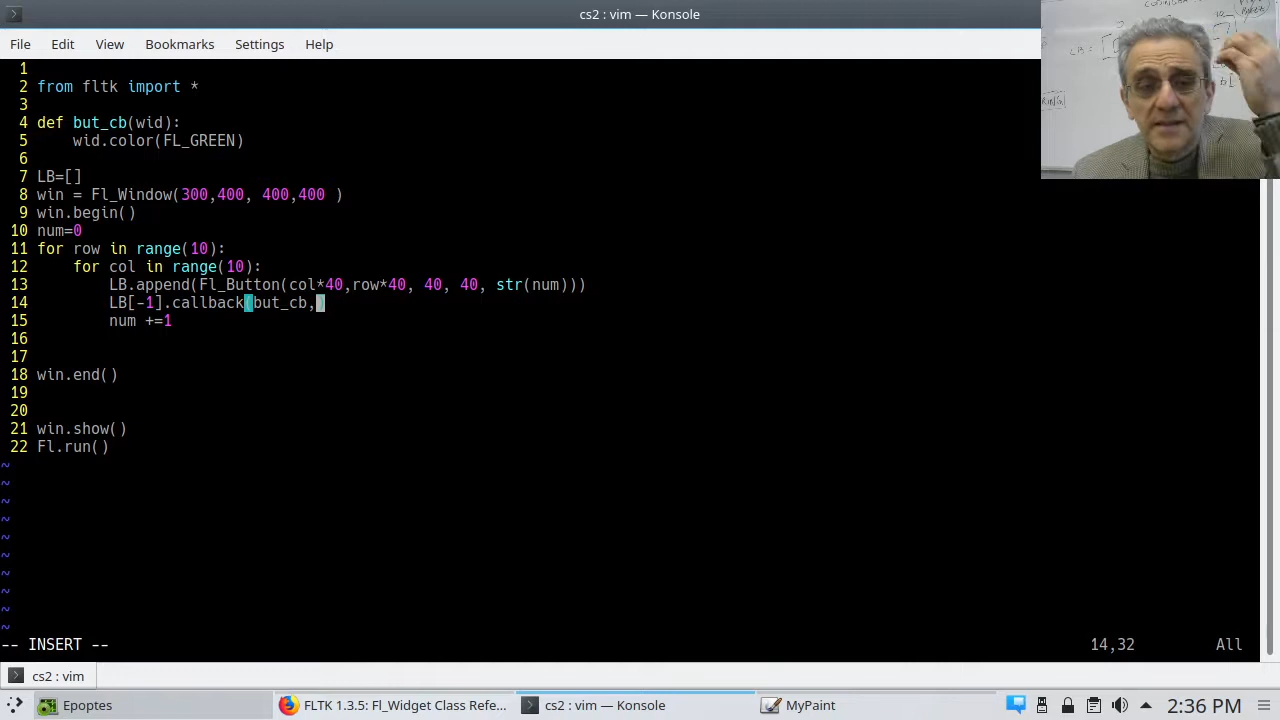 cs2 : vim — Konsole
File Edit View Bookmarks Settings Help
1
2 from fltk import *
3
4 def but_cb(wid):
5     wid.color(FL_GREEN)
6
7 LB=[]
8 win = Fl_Window(300,400, 400,400 )
9 win.begin()
10 num=0
11 for row in range(10):
12     for col in range(10):
13         LB.append(Fl_Button(col*40,row*40, 40, 40, str(num)))
14         LB[-1].callback(but_cb,)
15         num +=1
16
17
18 win.end()
19
20
21 win.show()
22 Fl.run()
~
~
~
~
~
~
~
~
~
~
-- INSERT -- 14,32 All
cs2 : vim
Epoptes FLTK 1.3.5: Fl_Widget Class Refe... cs2 : vim — Konsole MyPaint 2:36 PM